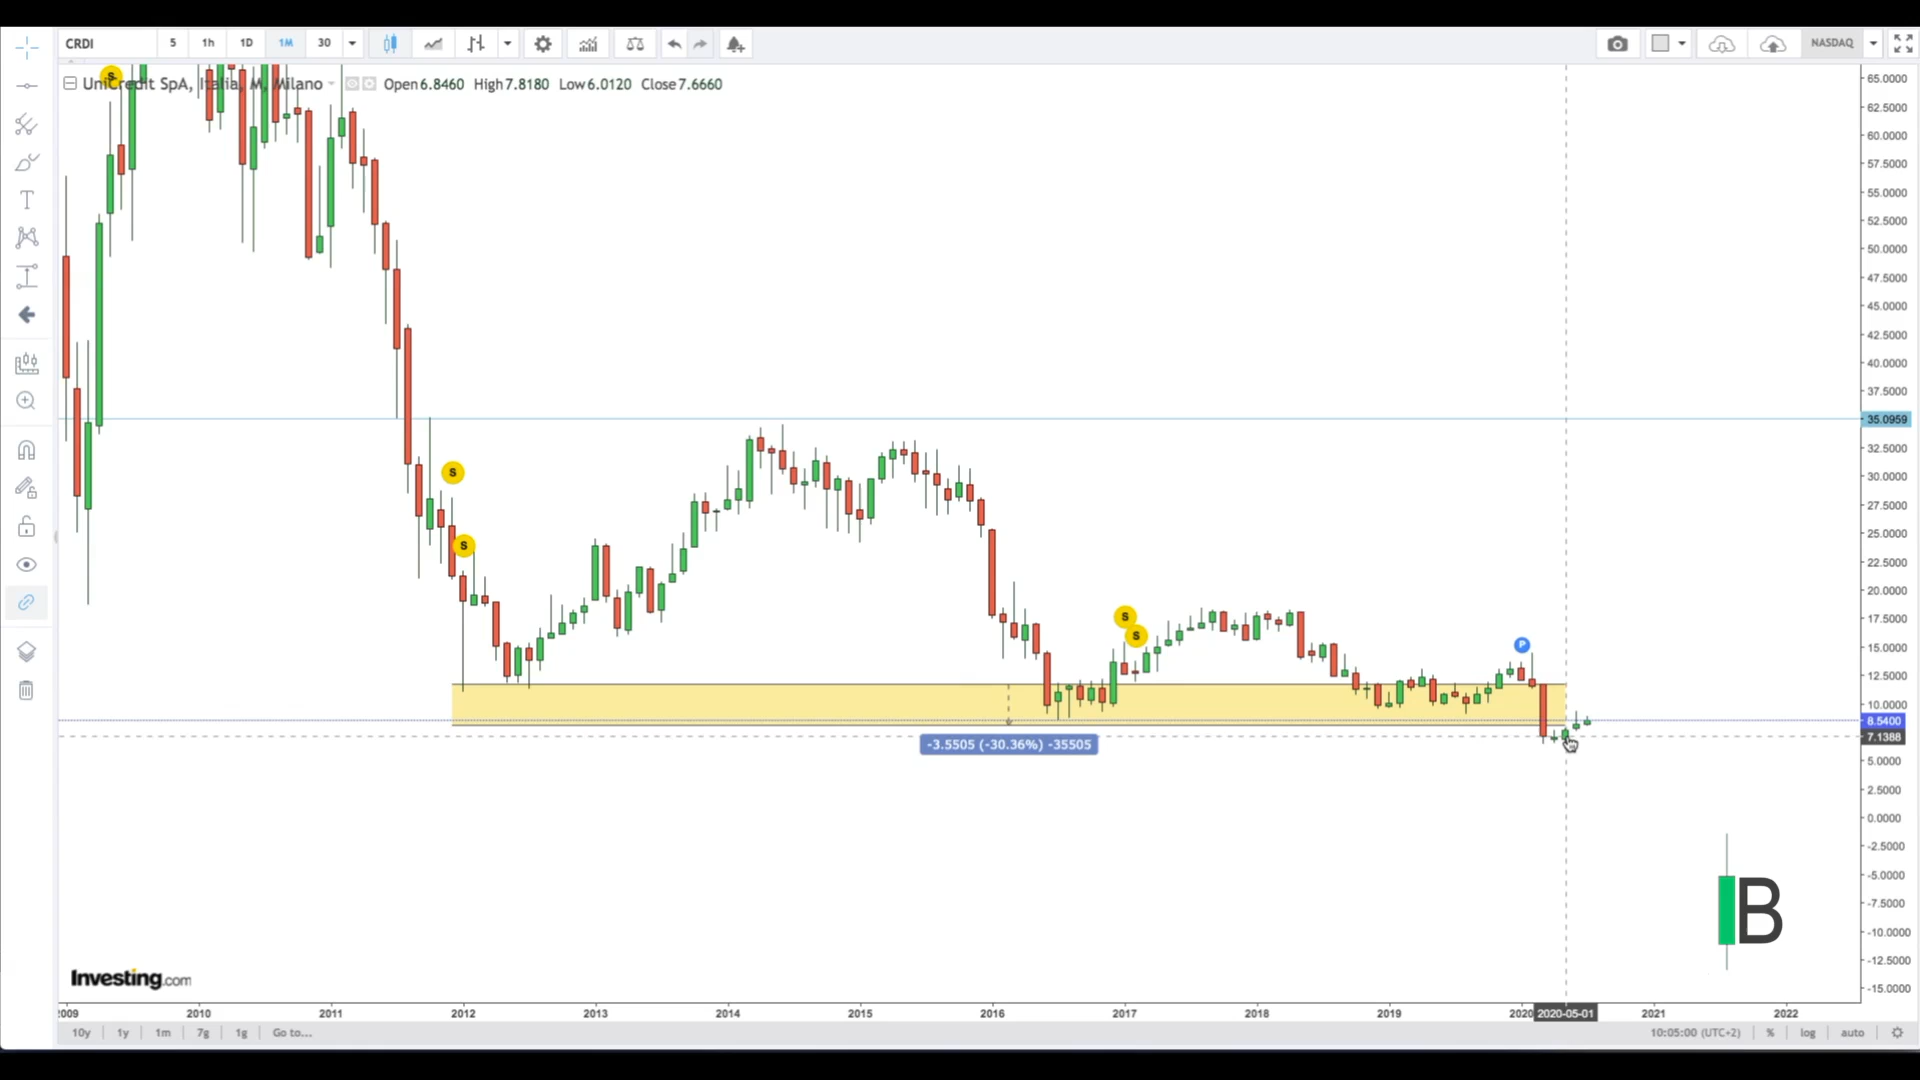 CRDI 5 1h 1D 1M 30 NASDAQ
UniCredit SpA, Italia, M, Milano Open 6.8460 High 7.8180 Low 6.0120 Close 7.6660
S
65.0000
62.5000
60.0000
57.5000
55.0000
52.5000
50.0000
47.5000
45.0000
42.5000
40.0000
37.5000
35.0959
32.5000
S
30.0000
27.5000
25.0000
S
22.5000
20.0000
S
17.5000
S
P
15.0000
12.5000
10.0000
8.5400
7.1388
-3.5505 (-30.36%) -35505
5.0000
2.5000
0.0000
-2.5000
-5.0000
-7.5000
B
-10.0000
-12.5000
-15.0000
Investing.com
2009 2010 2011 2012 2013 2014 2015 2016 2017 2018 2019 2020 2020-05-01 2021 2022
10y 1y 1m 7g 1g Go to... 10:05:00 (UTC+2) % log auto